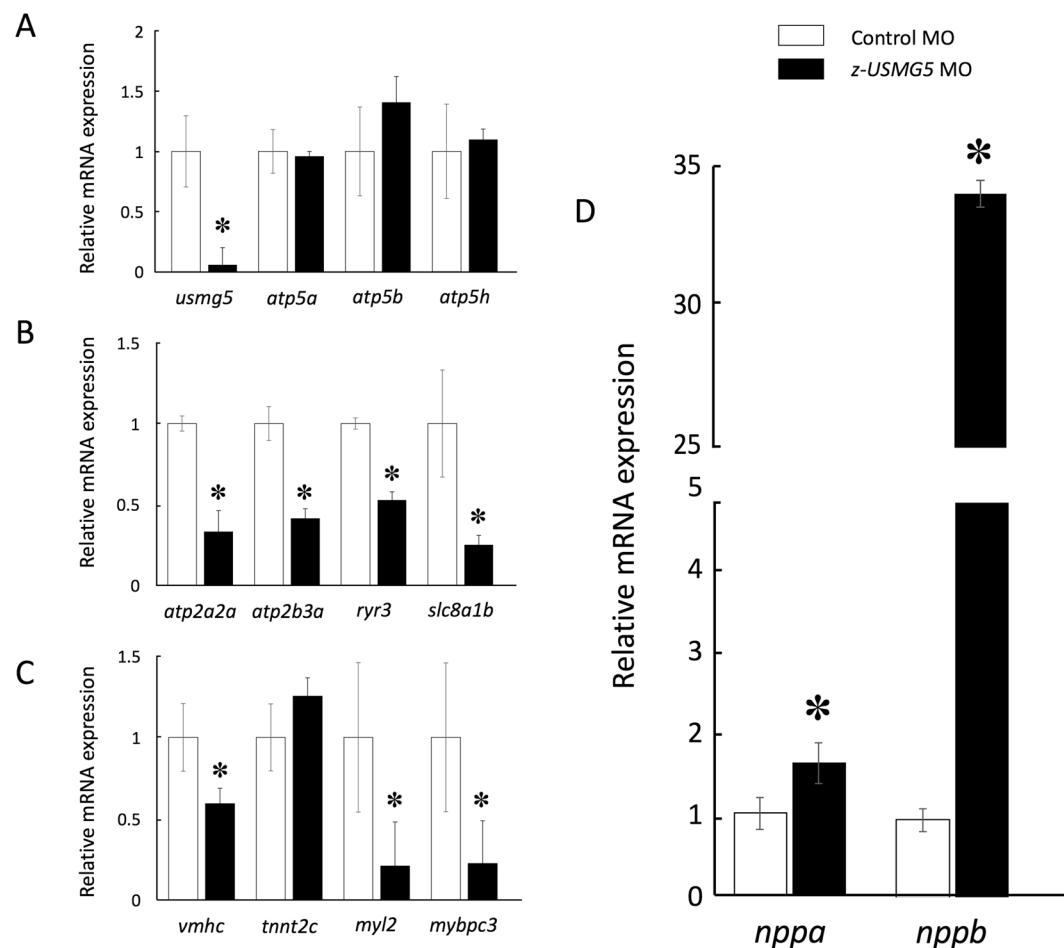 A
Relative mRNA expression
2
1.5
1
0.5
0
*
usmg5 atp5a atp5b atp5h
B
Relative mRNA expression
1.5
1
0.5
0
* * * *
atp2a2a atp2b3a ryr3 slc8a1b
C
Relative mRNA expression
1.5
1
0.5
0
* * *
vmhc tnnt2c myl2 mybpc3
Control MO
z-USMG5 MO
D
Relative mRNA expression
35
30
25
5
4
3
2
1
0
*
*
nppa nppb